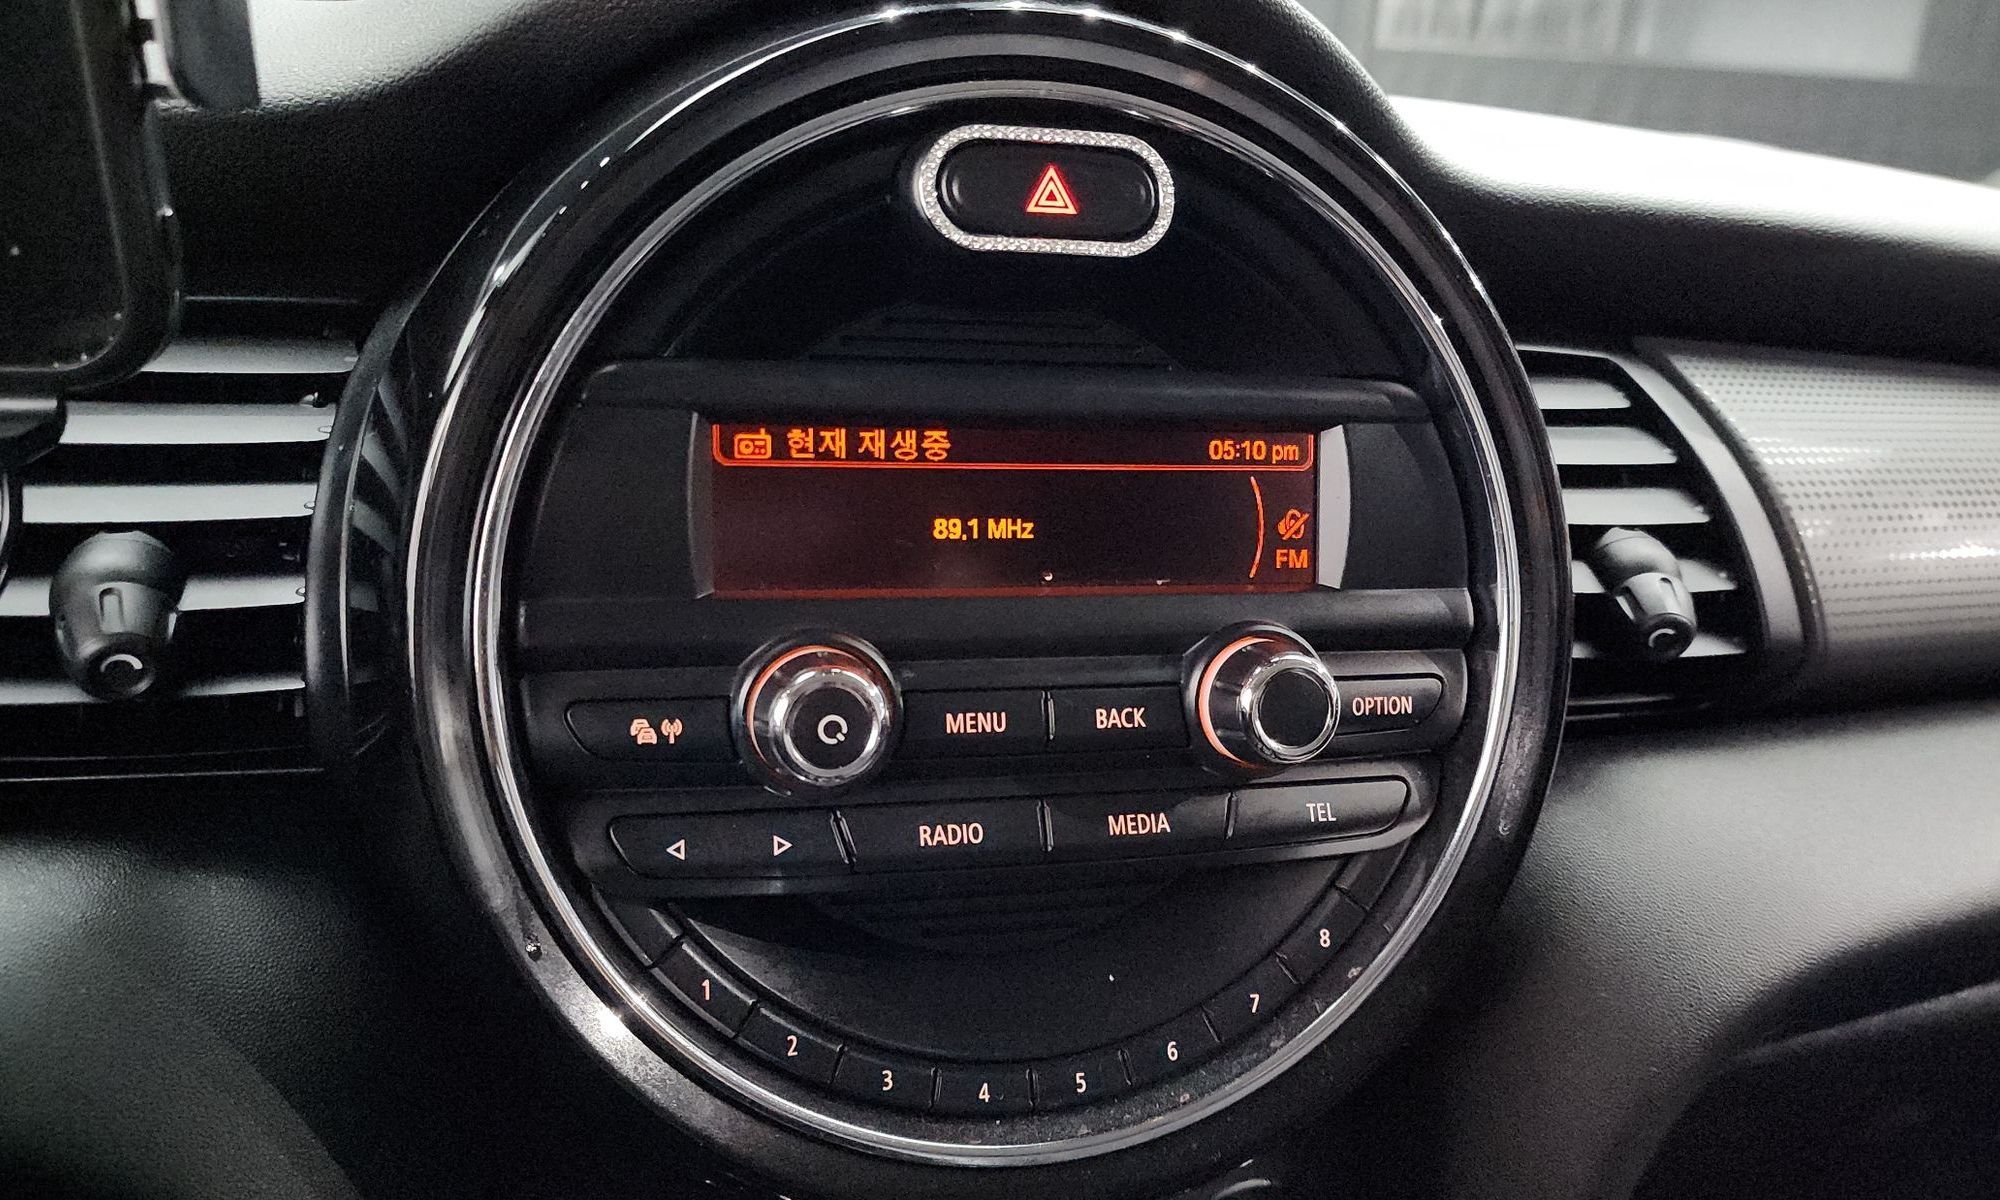 현재 재생중 05:10 pm
89.1 MHz
FM
MENU BACK OPTION
RADIO MEDIA TEL
1 2 3 4 5 6 7 8